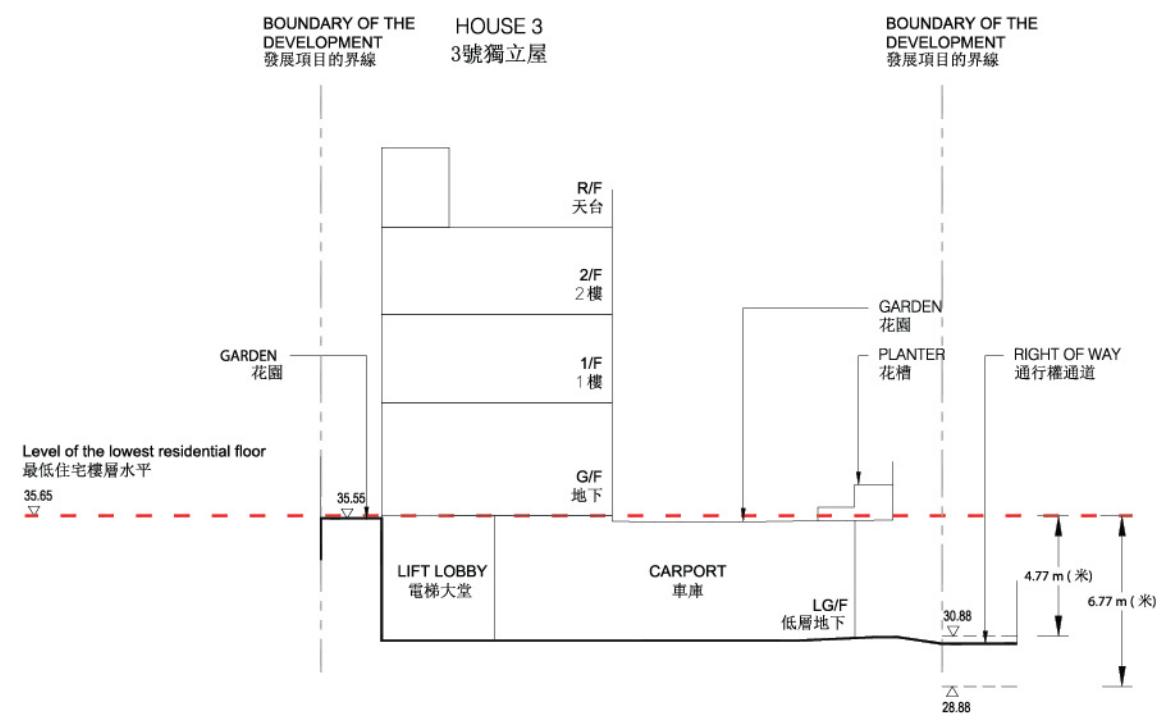 BOUNDARY OF THE
DEVELOPMENT
發展項目的界線
HOUSE 3
3號獨立屋
BOUNDARY OF THE
DEVELOPMENT
發展項目的界線
R/F
天台
2/F
2樓
GARDEN
花園
GARDEN
花園
1/F
1樓
PLANTER
花槽
RIGHT OF WAY
通行權通道
Level of the lowest residential floor
最低住宅樓層水平
35.65
35.55
G/F
地下
LIFT LOBBY
電梯大堂
CARPORT
車庫
LG/F
低層地下
4.77 m ( 米)
6.77 m ( 米)
30.88
28.88